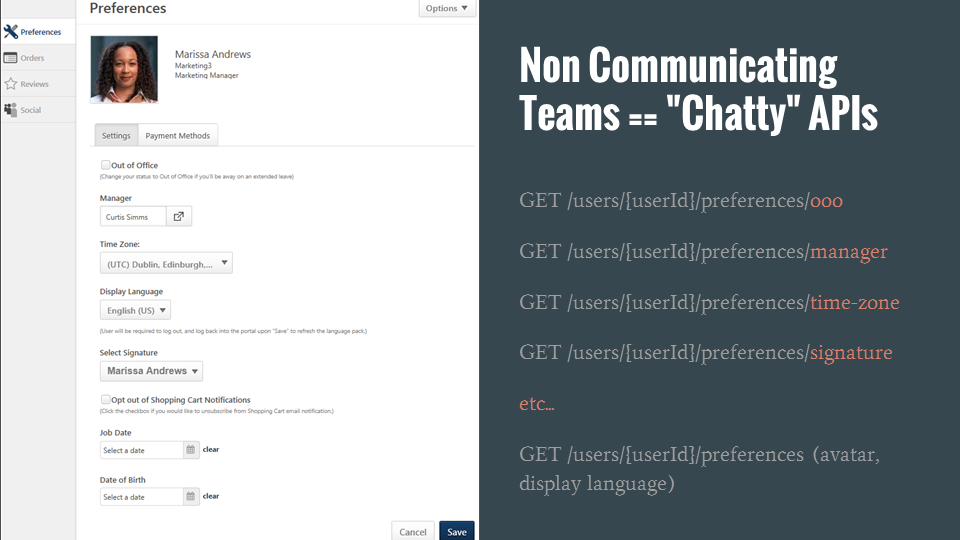 Preferences
Options
Preferences
Orders
Reviews
Social
Marissa Andrews
Marketing3
Marketing Manager
Settings
Payment Methods
Out of Office
(Change your status to Out of Office if you'll be away on an extended leave)
Manager
Curtis Simms
Time Zone:
(UTC) Dublin, Edinburgh,...
Display Language
English (US)
(User will be required to log out, and log back into the portal upon "Save" to refresh the language pack.)
Select Signature
Marissa Andrews
Opt out of Shopping Cart Notifications
(Click the checkbox if you would like to unsubscribe from Shopping Cart email notification.)
Job Date
Select a date
clear
Date of Birth
Select a date
clear
Cancel
Save
Non Communicating
Teams == "Chatty" APIs
GET /users/{userId}/preferences/ooo
GET /users/{userId}/preferences/manager
GET /users/{userId}/preferences/time-zone
GET /users/{userId}/preferences/signature
etc...
GET /users/{userId}/preferences (avatar,
display language)